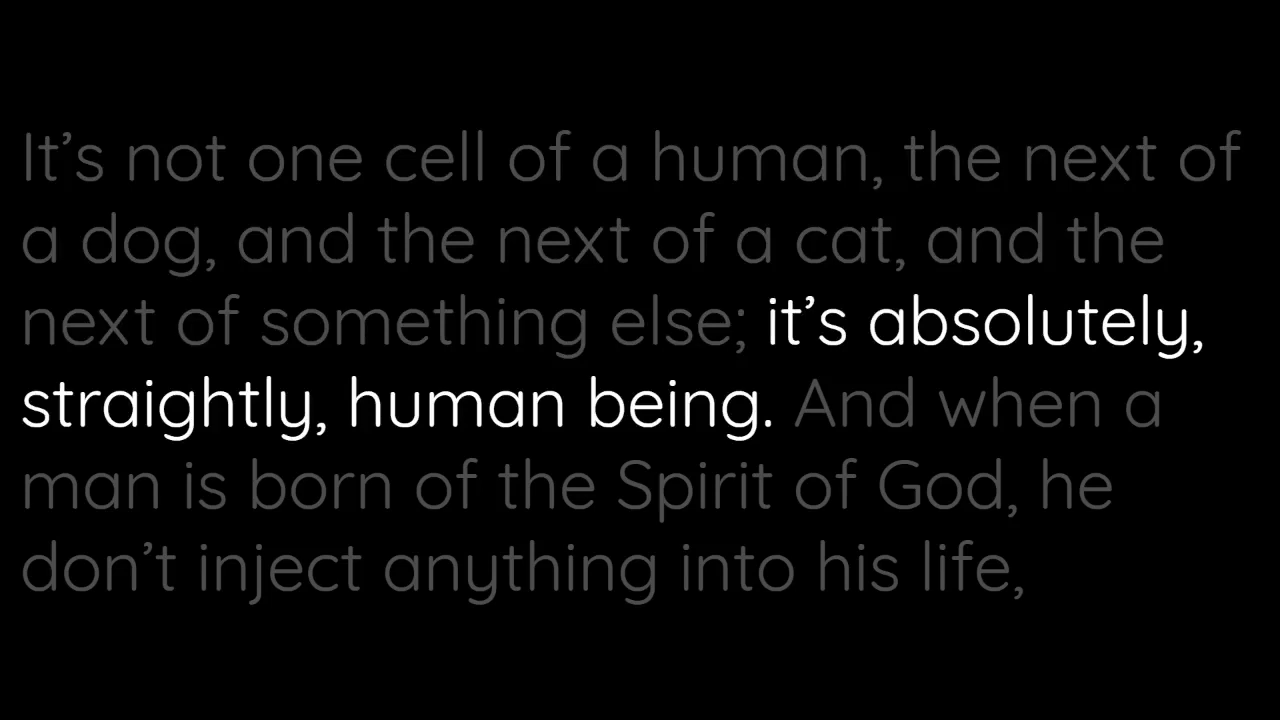 It’s not one cell of a human, the next of
a dog, and the next of a cat, and the
next of something else; it’s absolutely,
straightly, human being. And when a
man is born of the Spirit of God, he
don’t inject anything into his life,